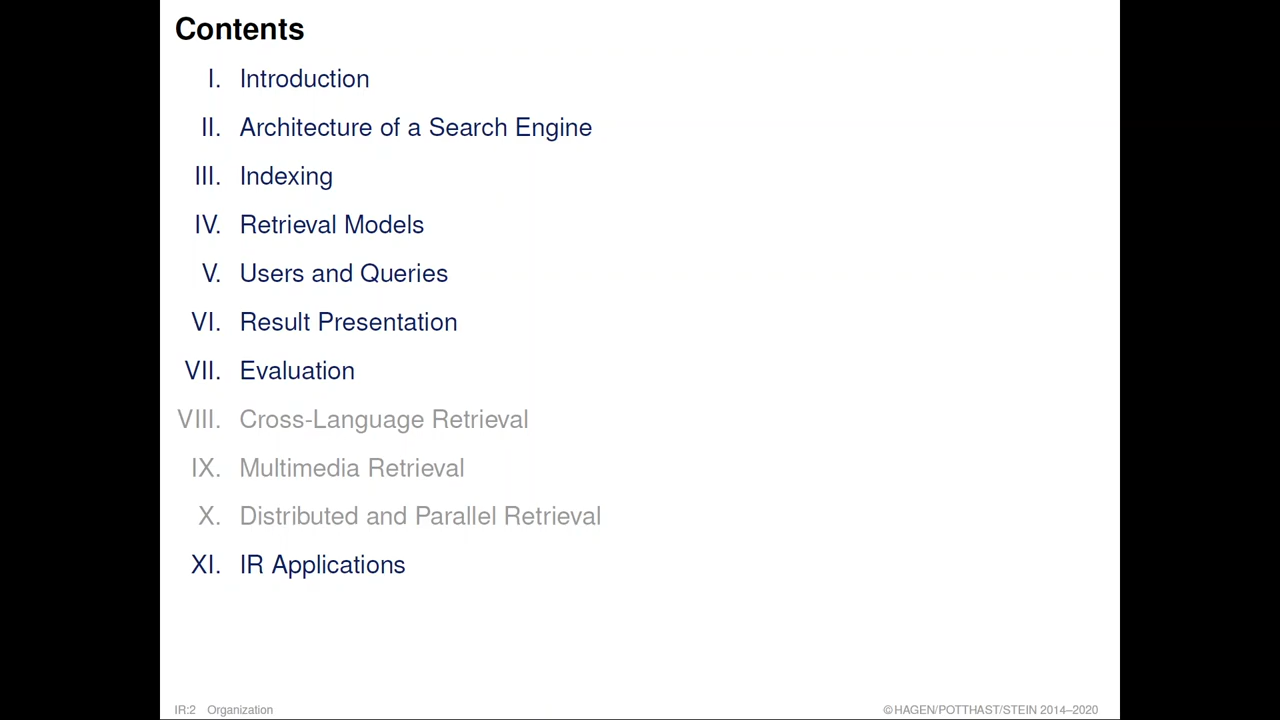 Contents
I. Introduction
II. Architecture of a Search Engine
III. Indexing
IV. Retrieval Models
V. Users and Queries
VI. Result Presentation
VII. Evaluation
VIII. Cross-Language Retrieval
IX. Multimedia Retrieval
X. Distributed and Parallel Retrieval
XI. IR Applications
IR:2 Organization ©HAGEN/POTTHAST/STEIN 2014–2020